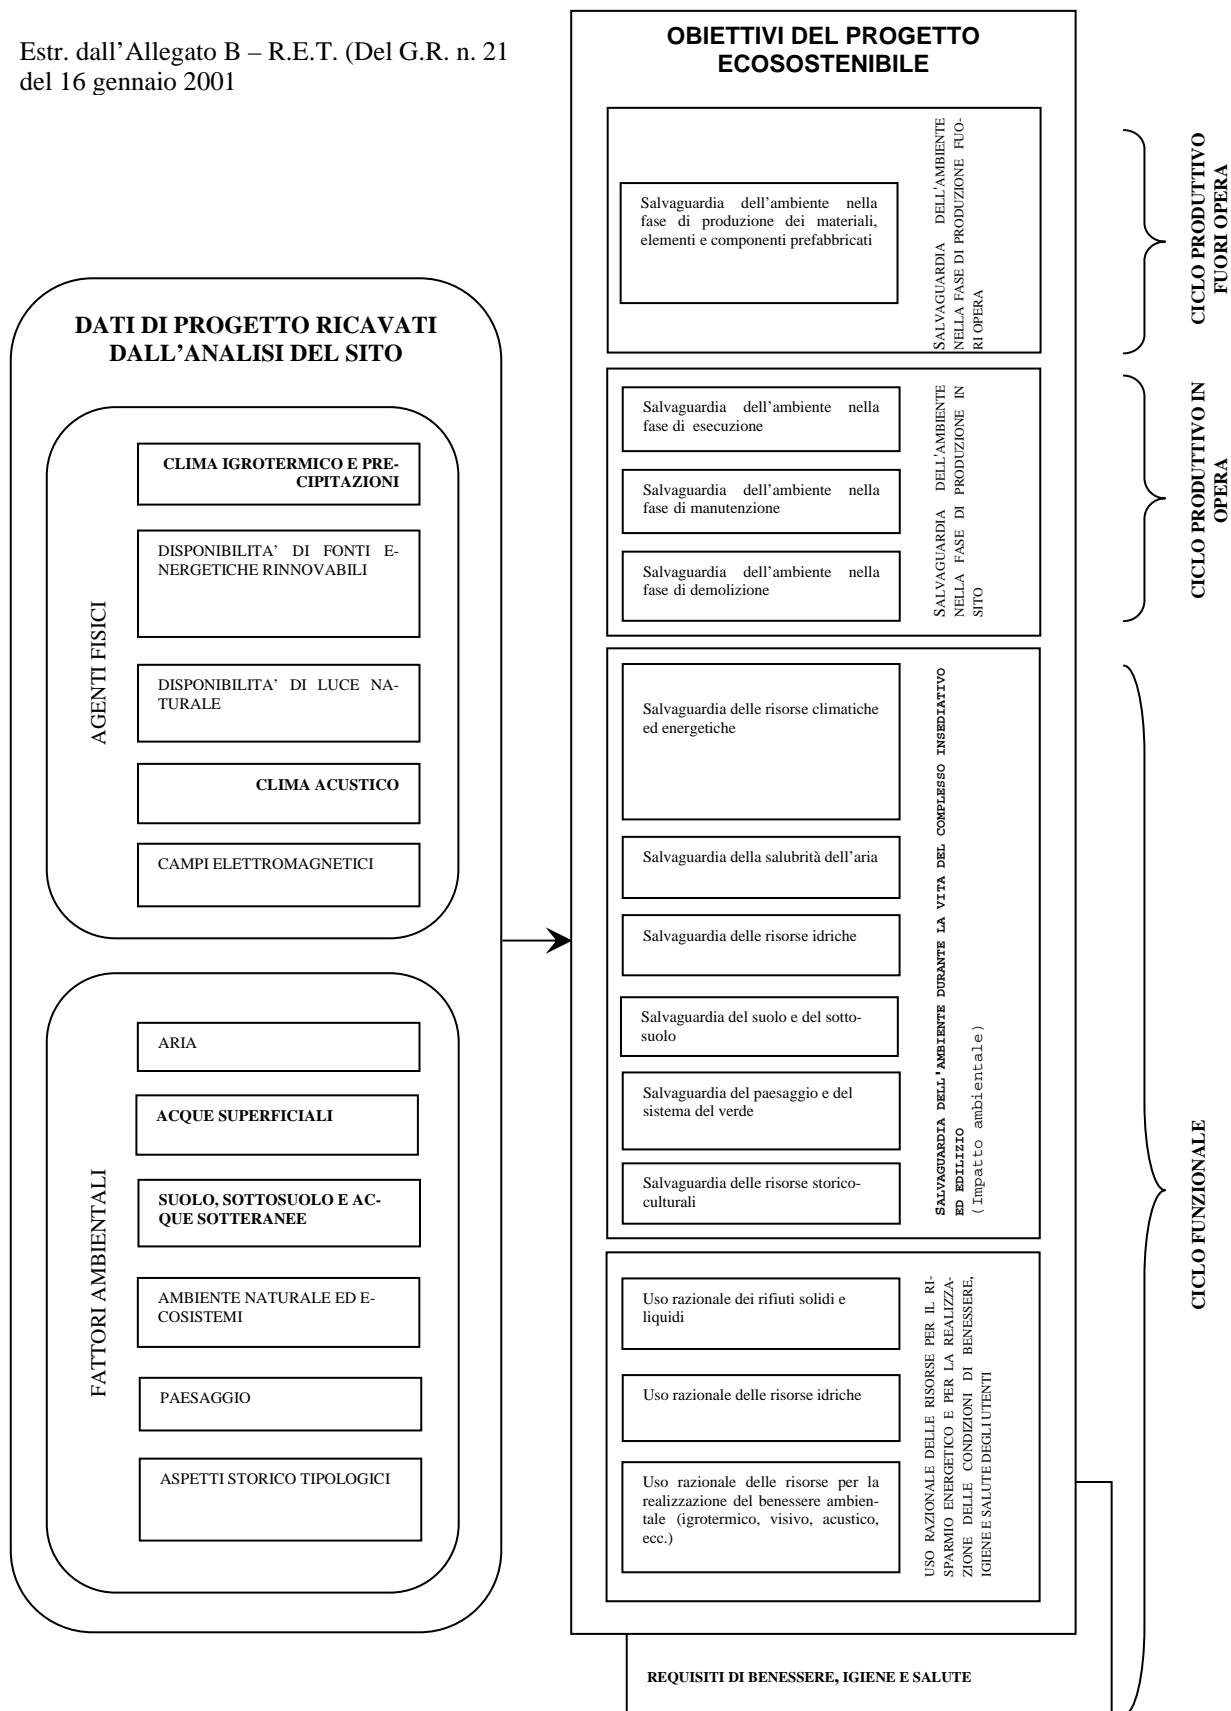 Estr. dall’Allegato B – R.E.T. (Del G.R. n. 21
del 16 gennaio 2001
DATI DI PROGETTO RICAVATI
DALL’ANALISI DEL SITO
AGENTI FISICI
CLIMA IGROTERMICO E PRE-
CIPITAZIONI
DISPONIBILITA’ DI FONTI E-
NERGETICHE RINNOVABILI
DISPONIBILITA’ DI LUCE NA-
TURALE
CLIMA ACUSTICO
CAMPI ELETTROMAGNETICI
FATTORI AMBIENTALI
ARIA
ACQUE SUPERFICIALI
SUOLO, SOTTOSUOLO E AC-
QUE SOTTERANEE
AMBIENTE NATURALE ED E-
COSISTEMI
PAESAGGIO
ASPETTI STORICO TIPOLOGICI
OBIETTIVI DEL PROGETTO
ECOSOSTENIBILE
Salvaguardia dell’ambiente nella
fase di produzione dei materiali,
elementi e componenti prefabbricati
SALVAGUARDIA DELL'AMBIENTE
NELLA FASE DI PRODUZIONE FUO-
RI OPERA
CICLO PRODUTTIVO
FUORI OPERA
Salvaguardia dell’ambiente nella
fase di esecuzione
Salvaguardia dell’ambiente nella
fase di manutenzione
Salvaguardia dell’ambiente nella
fase di demolizione
SALVAGUARDIA DELL'AMBIENTE
NELLA FASE DI PRODUZIONE IN
SITO
CICLO PRODUTTIVO IN
OPERA
Salvaguardia delle risorse climatiche
ed energetiche
Salvaguardia della salubrità dell’aria
Salvaguardia delle risorse idriche
Salvaguardia del suolo e del sotto-
suolo
Salvaguardia del paesaggio e del
sistema del verde
Salvaguardia delle risorse storico-
culturali
SALVAGUARDIA DELL'AMBIENTE DURANTE LA VITA DEL COMPLESSO INSEDIATIVO
ED EDILIZIO
(Impatto ambientale)
Uso razionale dei rifiuti solidi e
liquidi
Uso razionale delle risorse idriche
Uso razionale delle risorse per la
realizzazione del benessere ambien-
tale (igrotermico, visivo, acustico,
ecc.)
USO RAZIONALE DELLE RISORSE PER IL RI-
SPARMIO ENERGETICO E PER LA REALIZZA-
ZIONE DELLE CONDIZIONI DI BENESSERE,
IGIENE E SALUTE DEGLI UTENTI
CICLO FUNZIONALE
REQUISITI DI BENESSERE, IGIENE E SALUTE